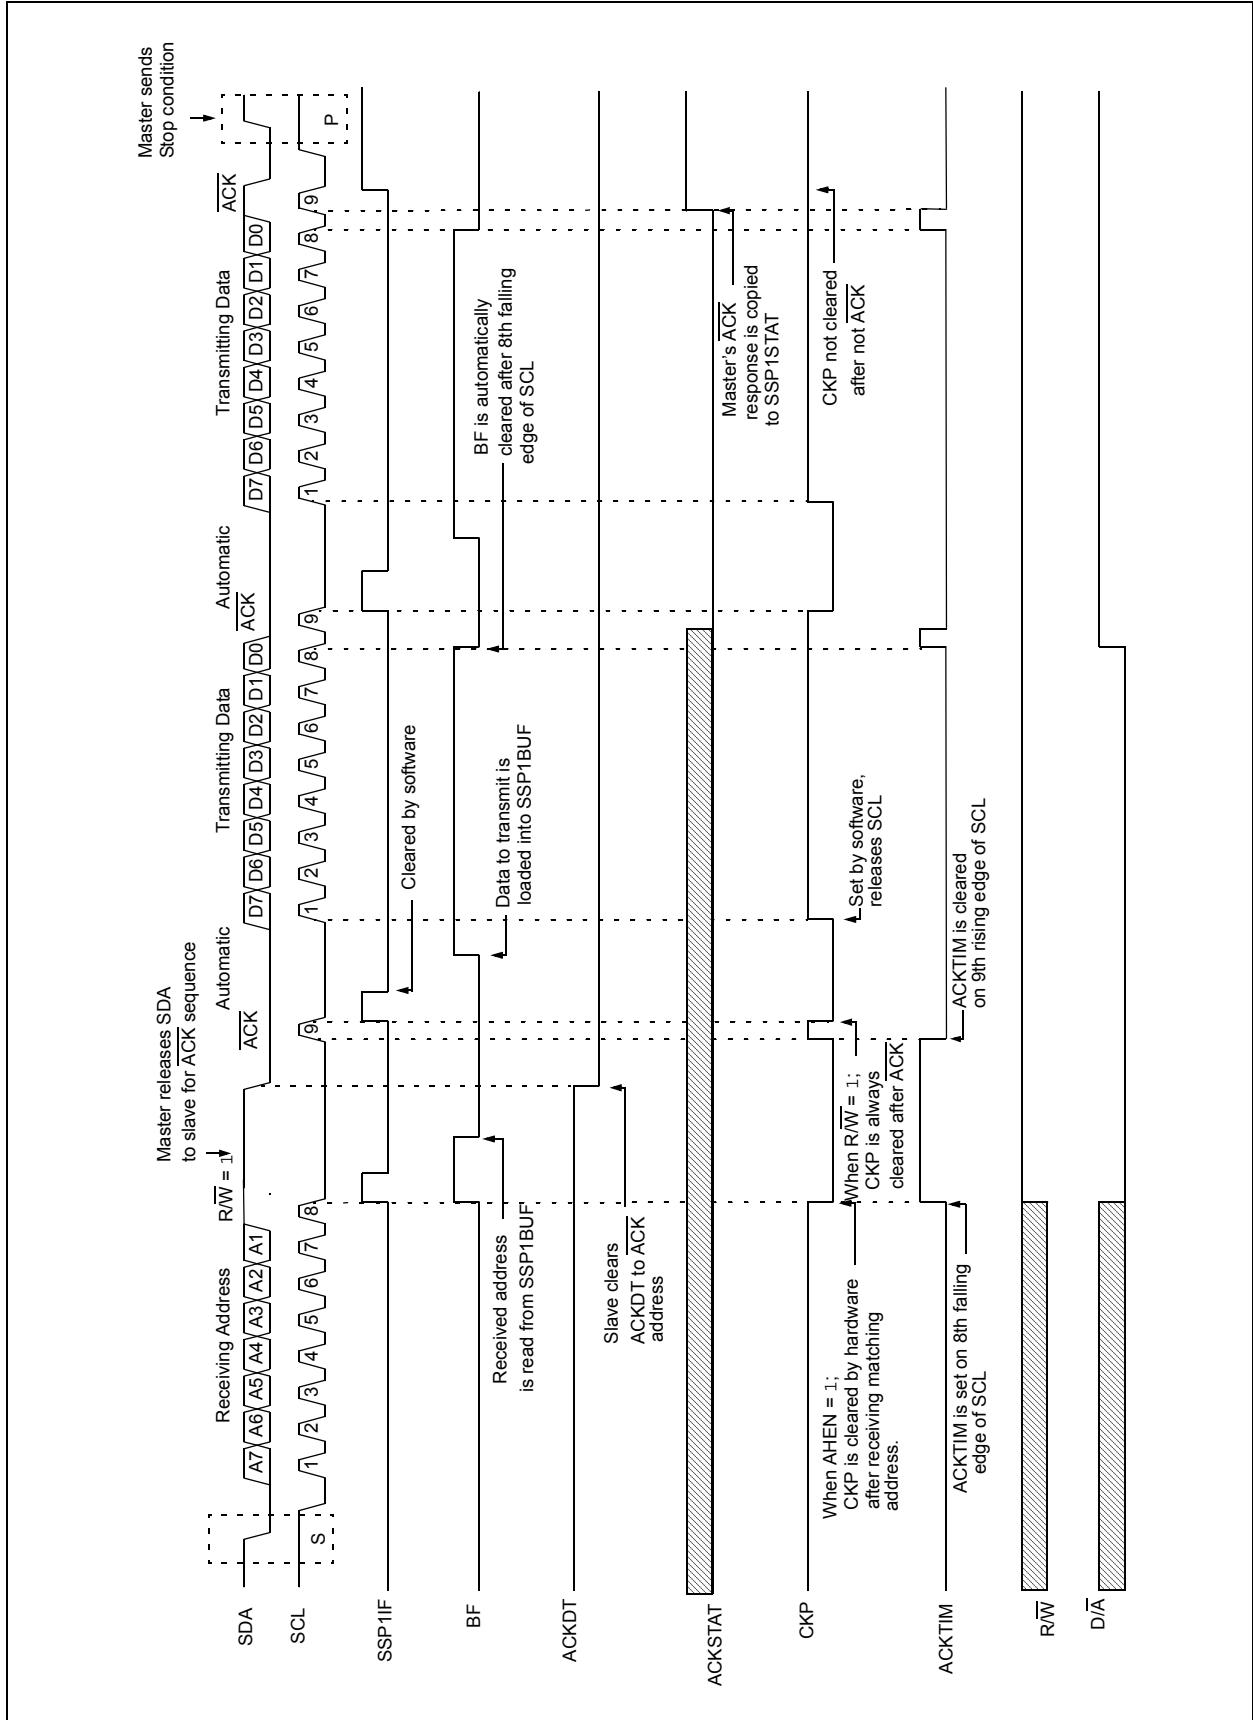 Master releases SDA
to slave for ACK sequence
Master sends
Stop condition
Receiving Address
R/W = 1
Automatic
ACK
Transmitting Data
Automatic
ACK
Transmitting Data
ACK
SDA
A7 A6 A5 A4 A3 A2 A1
D7 D6 D5 D4 D3 D2 D1 D0
D7 D6 D5 D4 D3 D2 D1 D0
SCL
S
1 2 3 4 5 6 7 8 9
1 2 3 4 5 6 7 8 9
1 2 3 4 5 6 7 8 9
P
SSP1IF
Cleared by software
BF
Received address
is read from SSP1BUF
Data to transmit is
loaded into SSP1BUF
BF is automatically
cleared after 8th falling
edge of SCL
ACKDT
Slave clears
ACKDT to ACK
address
ACKSTAT
Master's ACK
response is copied
to SSP1STAT
CKP
When AHEN = 1;
CKP is cleared by hardware
after receiving matching
address.
When R/W = 1;
CKP is always
cleared after ACK
Set by software,
releases SCL
CKP not cleared
after not ACK
ACKTIM
ACKTIM is set on 8th falling
edge of SCL
ACKTIM is cleared
on 9th rising edge of SCL
R/W
D/A